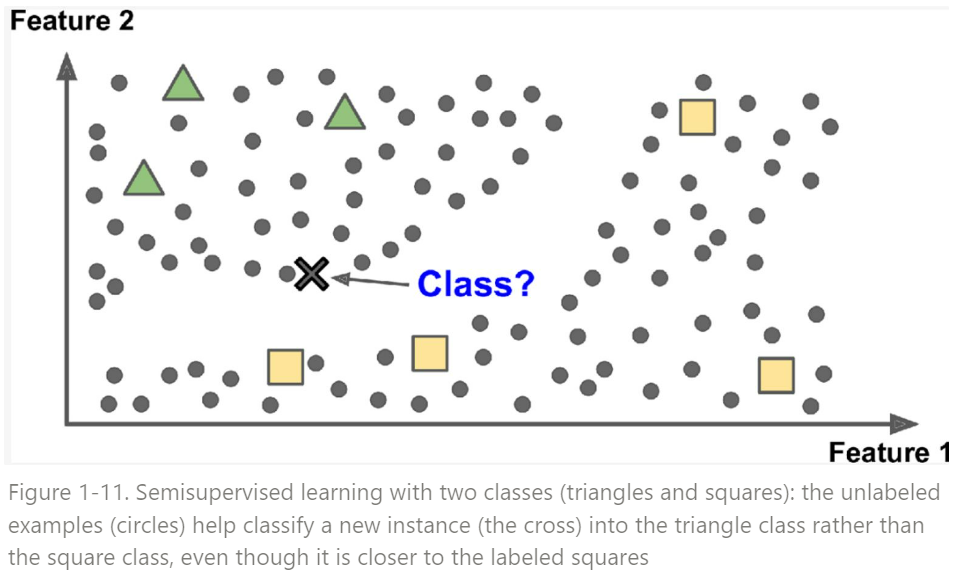 Feature 2
Class?
Feature 1
Figure 1-11. Semisupervised learning with two classes (triangles and squares): the unlabeled
examples (circles) help classify a new instance (the cross) into the triangle class rather than
the square class, even though it is closer to the labeled squares